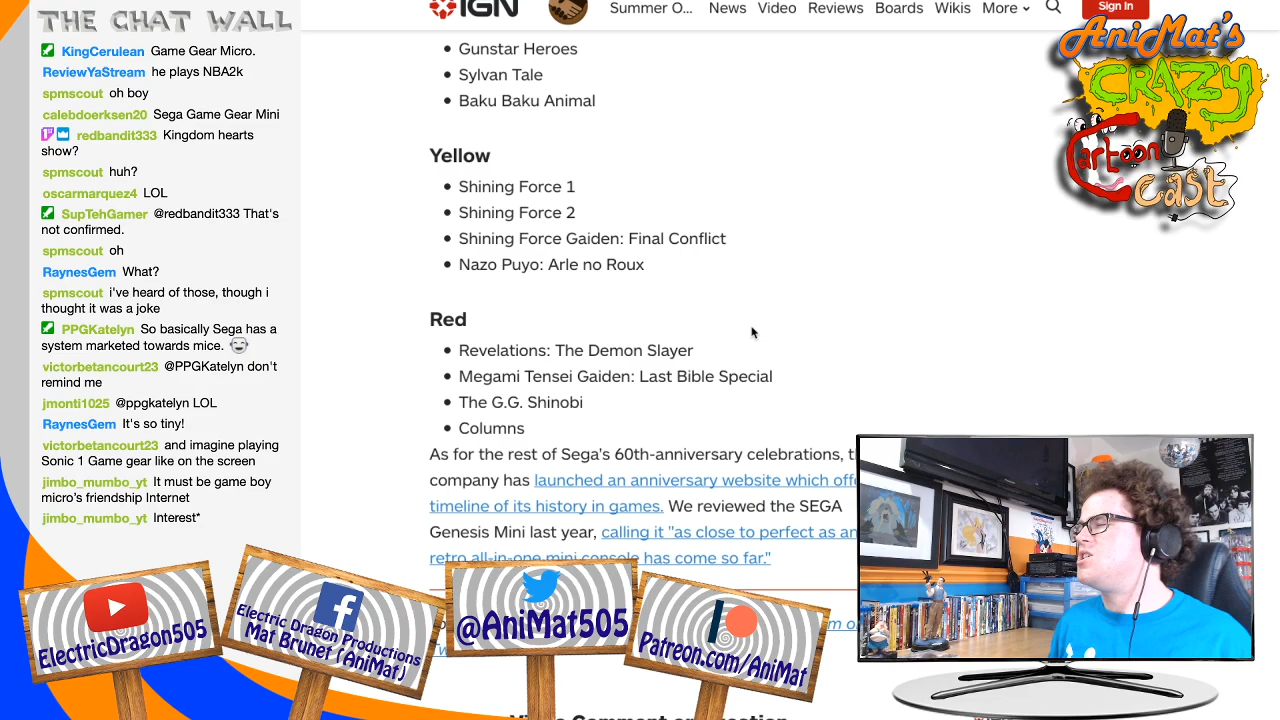 THE CHAT WALL
KingCerulean Game Gear Micro.
ReviewYaStream he plays NBA2k
spmscout oh boy
calebdoerksen20 Sega Game Gear Mini
redbandit333 Kingdom hearts
show?
spmscout huh?
oscarmarquez4 LOL
SupTehGamer @redbandit333 That's
not confirmed.
spmscout oh
RaynesGem What?
spmscout i've heard of those, though i
thought it was a joke
PPGKatelyn So basically Sega has a
system marketed towards mice.
victorbetancourt23 @PPGKatelyn don't
remind me
jmonti1025 @ppgkatelyn LOL
RaynesGem It's so tiny!
victorbetancourt23 and imagine playing
Sonic 1 Game gear like on the screen
jimbo_mumbo_yt It must be game boy
micro's friendship Internet
jimbo_mumbo_yt Interest*
IGN
Summer O... News Video Reviews Boards Wikis More
Sign In
• Gunstar Heroes
• Sylvan Tale
• Baku Baku Animal
Yellow
• Shining Force 1
• Shining Force 2
• Shining Force Gaiden: Final Conflict
• Nazo Puyo: Arle no Roux
Red
• Revelations: The Demon Slayer
• Megami Tensei Gaiden: Last Bible Special
• The G.G. Shinobi
• Columns
As for the rest of Sega's 60th-anniversary celebrations, t
company has launched an anniversary website which off
timeline of its history in games. We reviewed the SEGA
Genesis Mini last year, calling it "as close to perfect as an
retro all-in-one mini console has come so far."
AniMat's
CRAZY
Cartoon
Cast
ElectricDragon505
Electric Dragon Productions
Mat Brunet (AniMat)
@AniMat505
Patreon.com/AniMat